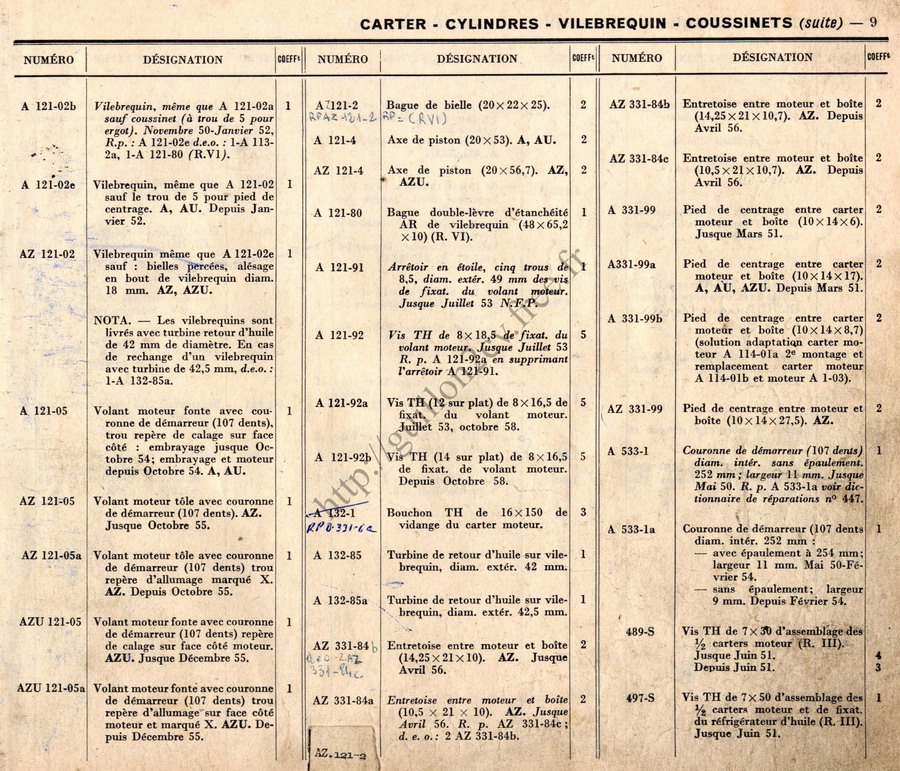 CARTER - CYLINDRES - VILEBREQUIN - COUSSINETS (suite) — 9
NUMÉRO DÉSIGNATION COEFFt
A 121-02b Vilebrequin, même que A 121-02a 1
sauf coussinet (à trou de 5 pour
ergot). Novembre 50-Janvier 52,
R.p. : A 121-02e d.e.o. : 1-A 113-
2a, 1-A 121-80 (R.VI).
A 121-02e Vilebrequin, même que A 121-02 1
sauf le trou de 5 pour pied de
centrage. A, AU. Depuis Jan-
vier 52.
AZ 121-02 Vilebrequin même que A 121-02e 1
sauf : bielles percées, alésage
en bout de vilebrequin diam.
18 mm. AZ, AZU.
NOTA. — Les vilebrequins sont
livrés avec turbine retour d'huile
de 42 mm de diamètre. En cas
de rechange d'un vilebrequin
avec turbine de 42,5 mm, d.e.o. :
1-A 132-85a.
A 121-05 Volant moteur fonte avec cou- 1
ronne de démarreur (107 dents),
trou repère de calage sur face
côté : embrayage jusque Oc-
tobre 54; embrayage et moteur
depuis Octobre 54. A, AU.
AZ 121-05 Volant moteur tôle avec couronne 1
de démarreur (107 dents). AZ.
Jusque Octobre 55.
AZ 121-05a Volant moteur tôle avec couronne 1
de démarreur (107 dents) trou
repère d'allumage marqué X.
AZ. Depuis Octobre 55.
AZU 121-05 Volant moteur fonte avec couronne 1
de démarreur (107 dents) repère
de calage sur face côté moteur.
AZU. Jusque Décembre 55.
AZU 121-05a Volant moteur fonte avec couronne 1
de démarreur (107 dents) trou
repère d'allumage sur face côté
moteur et marqué X. AZU. De-
puis Décembre 55.
NUMÉRO DÉSIGNATION COEFFt
AZ121-2 Bague de bielle (20×22×25). 2
RPAZ 121-2 RP= (RVI)
A 121-4 Axe de piston (20×53). A, AU. 2
AZ 121-4 Axe de piston (20×56,7). AZ, 2
AZU.
A 121-80 Bague double-lèvre d'étanchéité 1
AR de vilebrequin (48×65,2
×10) (R. VI).
A 121-91 Arrêtoir en étoile, cinq trous de 1
8,5, diam. extér. 49 mm des vis
de fixat. du volant moteur.
Jusque Juillet 53 N.F.P.
A 121-92 Vis TH de 8×18,5 de fixat. du 5
volant moteur. Jusque Juillet 53
R. p. A 121-92a en supprimant
l'arrêtoir A 121-91.
A 121-92a Vis TH (12 sur plat) de 8×16,5 de 5
fixat. du volant moteur.
Juillet 53, octobre 58.
A 121-92b Vis TH (14 sur plat) de 8×16,5 5
de fixat. de volant moteur.
Depuis Octobre 58.
A 132-1 Bouchon TH de 16×150 de 3
vidange du carter moteur.
A 132-85 Turbine de retour d'huile sur vile- 1
brequin, diam. extér. 42 mm.
A 132-85a Turbine de retour d'huile sur vile- 1
brequin, diam. extér. 42,5 mm.
AZ 331-84b Entretoise entre moteur et boîte 2
(14,25×21×10). AZ. Jusque
Avril 56.
331-84c
AZ 331-84a Entretoise entre moteur et boîte 2
(10,5 × 21 × 10). AZ. Jusque
Avril 56. R. P. AZ 331-84c ;
d. e. o. : 2 AZ 331-84b.
AZ.121-2
NUMÉRO DÉSIGNATION COEFFt
AZ 331-84b Entretoise entre moteur et boîte 2
(14,25×21×10,7). AZ. Depuis
Avril 56.
AZ 331-84c Entretoise entre moteur et boîte 2
(10,5×21×10,7). AZ. Depuis
Avril 56.
A 331-99 Pied de centrage entre carter 2
moteur et boîte (10×14×6).
Jusque Mars 51.
A331-99a Pied de centrage entre carter 2
moteur et boîte (10×14×17).
A, AU, AZU. Depuis Mars 51.
A 331-99b Pied de centrage entre carter 2
moteur et boîte (10×14×8,7)
(solution adaptation carter mo-
teur A 114-01a 2e montage et
remplacement carter moteur
A 114-01b et moteur A 1-03).
AZ 331-99 Pied de centrage entre moteur et 2
boîte (10×14×27,5). AZ.
A 533-1 Couronne de démorreur (107 dents) 1
diam. intér. sans épaulement.
252 mm ; largeur 11 mm. Jusque
Mai 50. R. p. A 533-1a voir dic-
tionnaire de réparations nº 447.
A 533-1a Couronne de démarreur (107 dents 1
diam. intér. 252 mm :
— avec épaulement à 254 mm;
largeur 11 mm. Mai 50-Fé-
vrier 54.
— sans épaulement; largeur
9 mm. Depuis Février 54.
489-S Vis TH de 7×30 d'assemblage des
½ carters moteur (R. III).
Jusque Juin 51. 4
Depuis Juin 51. 3
497-S Vis TH de 7×50 d'assemblage des 1
½ carters moteur et de fixat.
du réfrigérateur d'huile (R. III).
Jusque Juin 51.